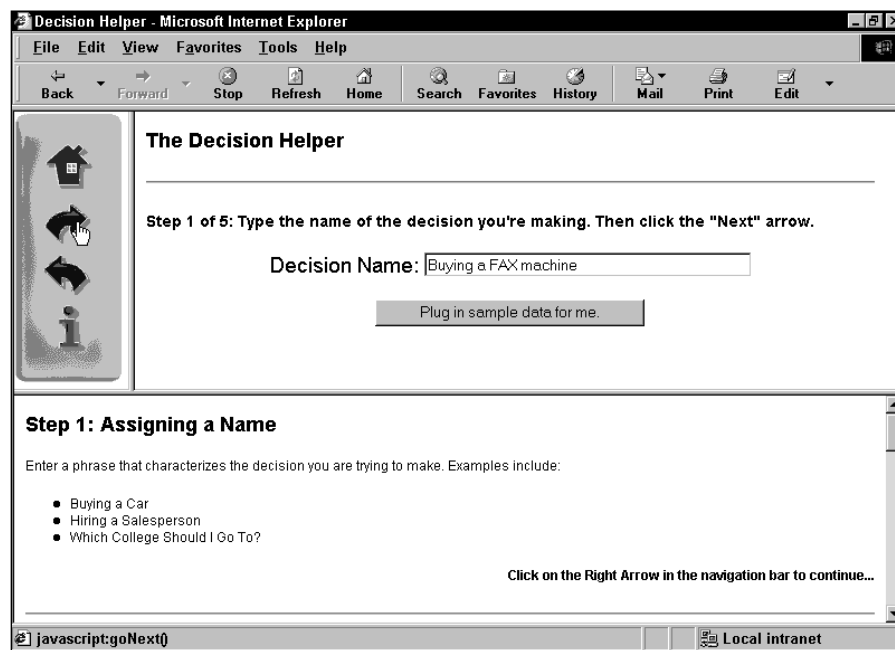 Decision Helper - Microsoft Internet Explorer
File Edit View Favorites Tools Help
Back Forward Stop Refresh Home Search Favorites History Mail Print Edit
The Decision Helper
Step 1 of 5: Type the name of the decision you're making. Then click the "Next" arrow.
Decision Name: Buying a FAX machine
Plug in sample data for me.
Step 1: Assigning a Name
Enter a phrase that characterizes the decision you are trying to make. Examples include:
Buying a Car
Hiring a Salesperson
Which College Should I Go To?
Click on the Right Arrow in the navigation bar to continue...
javascript:goNext() Local intranet